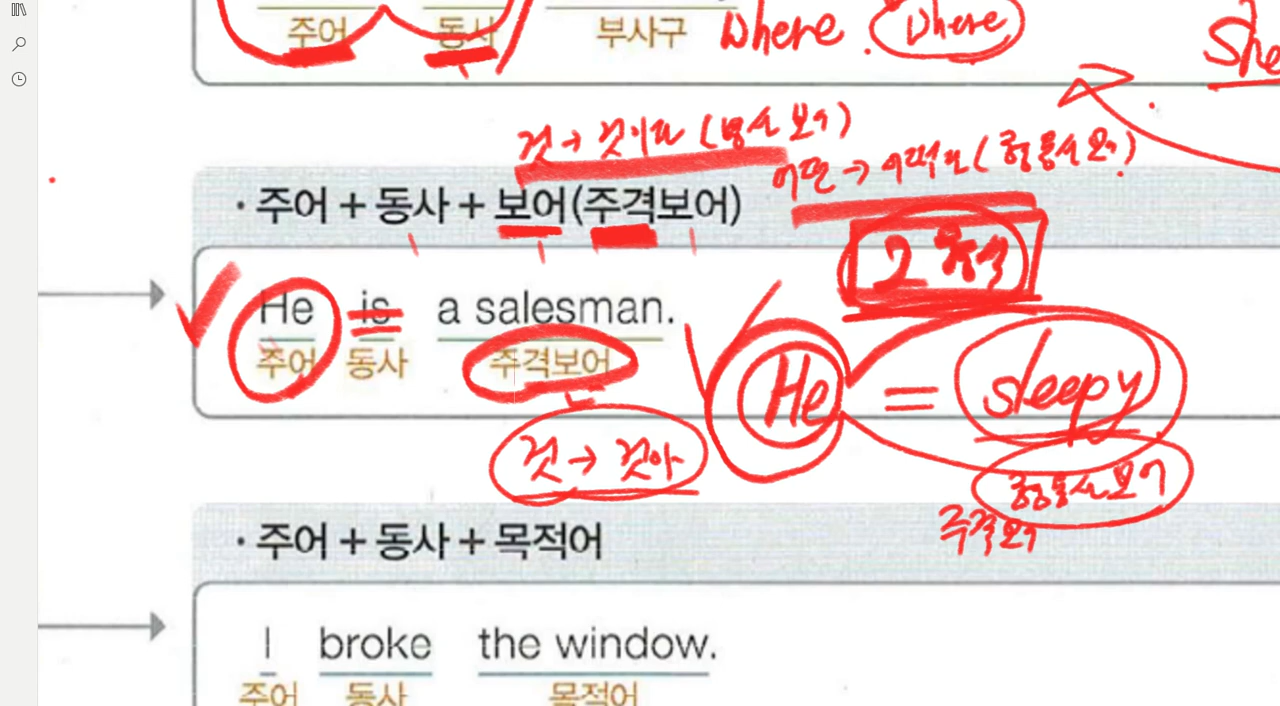 주어 동사 부사구 Where. Where She
것→ 것이다 (명사 보어)
어떤→ 어떻다 (형용사 보어)
· 주어 + 동사 + 보어(주격보어)
2 형식
He is a salesman.
주어 동사 주격보어
He = sleepy
것→ 것
형용사 보어
주격보어
· 주어 + 동사 + 목적어
I broke the window.
주어 동사 목적어